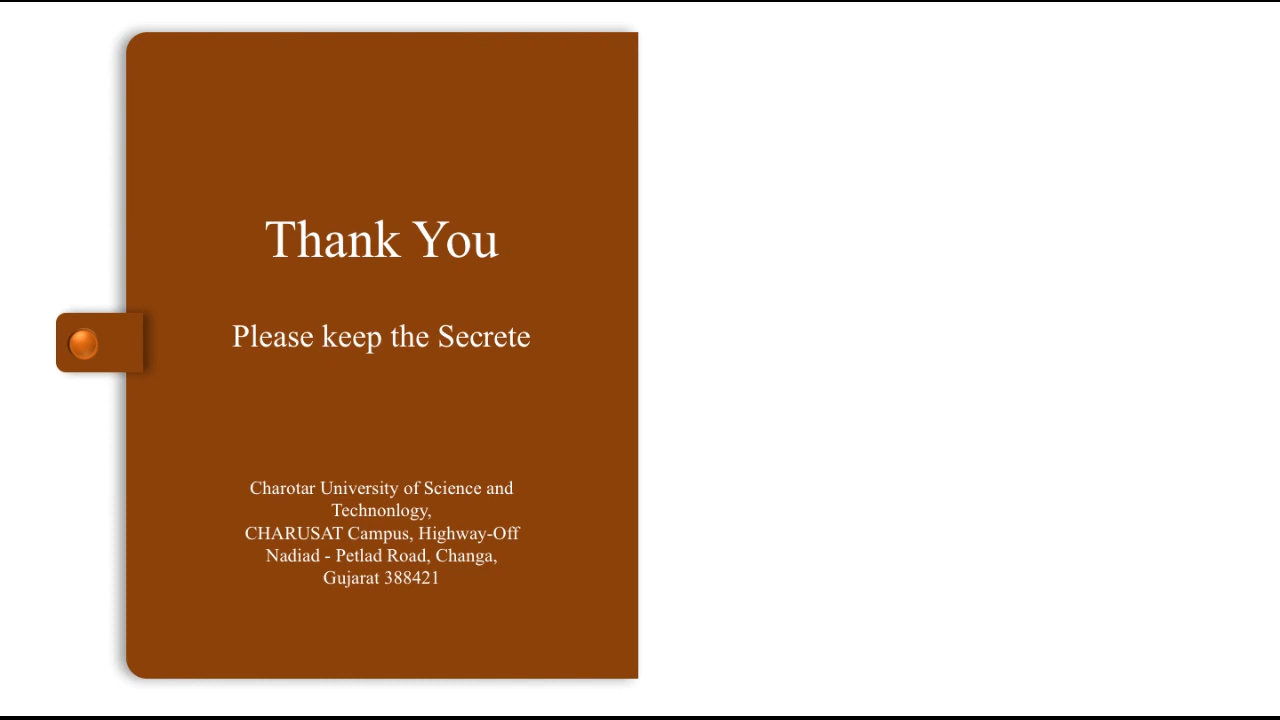 Thank You
Please keep the Secrete
Charotar University of Science and
Technonlogy,
CHARUSAT Campus, Highway-Off
Nadiad - Petlad Road, Changa,
Gujarat 388421